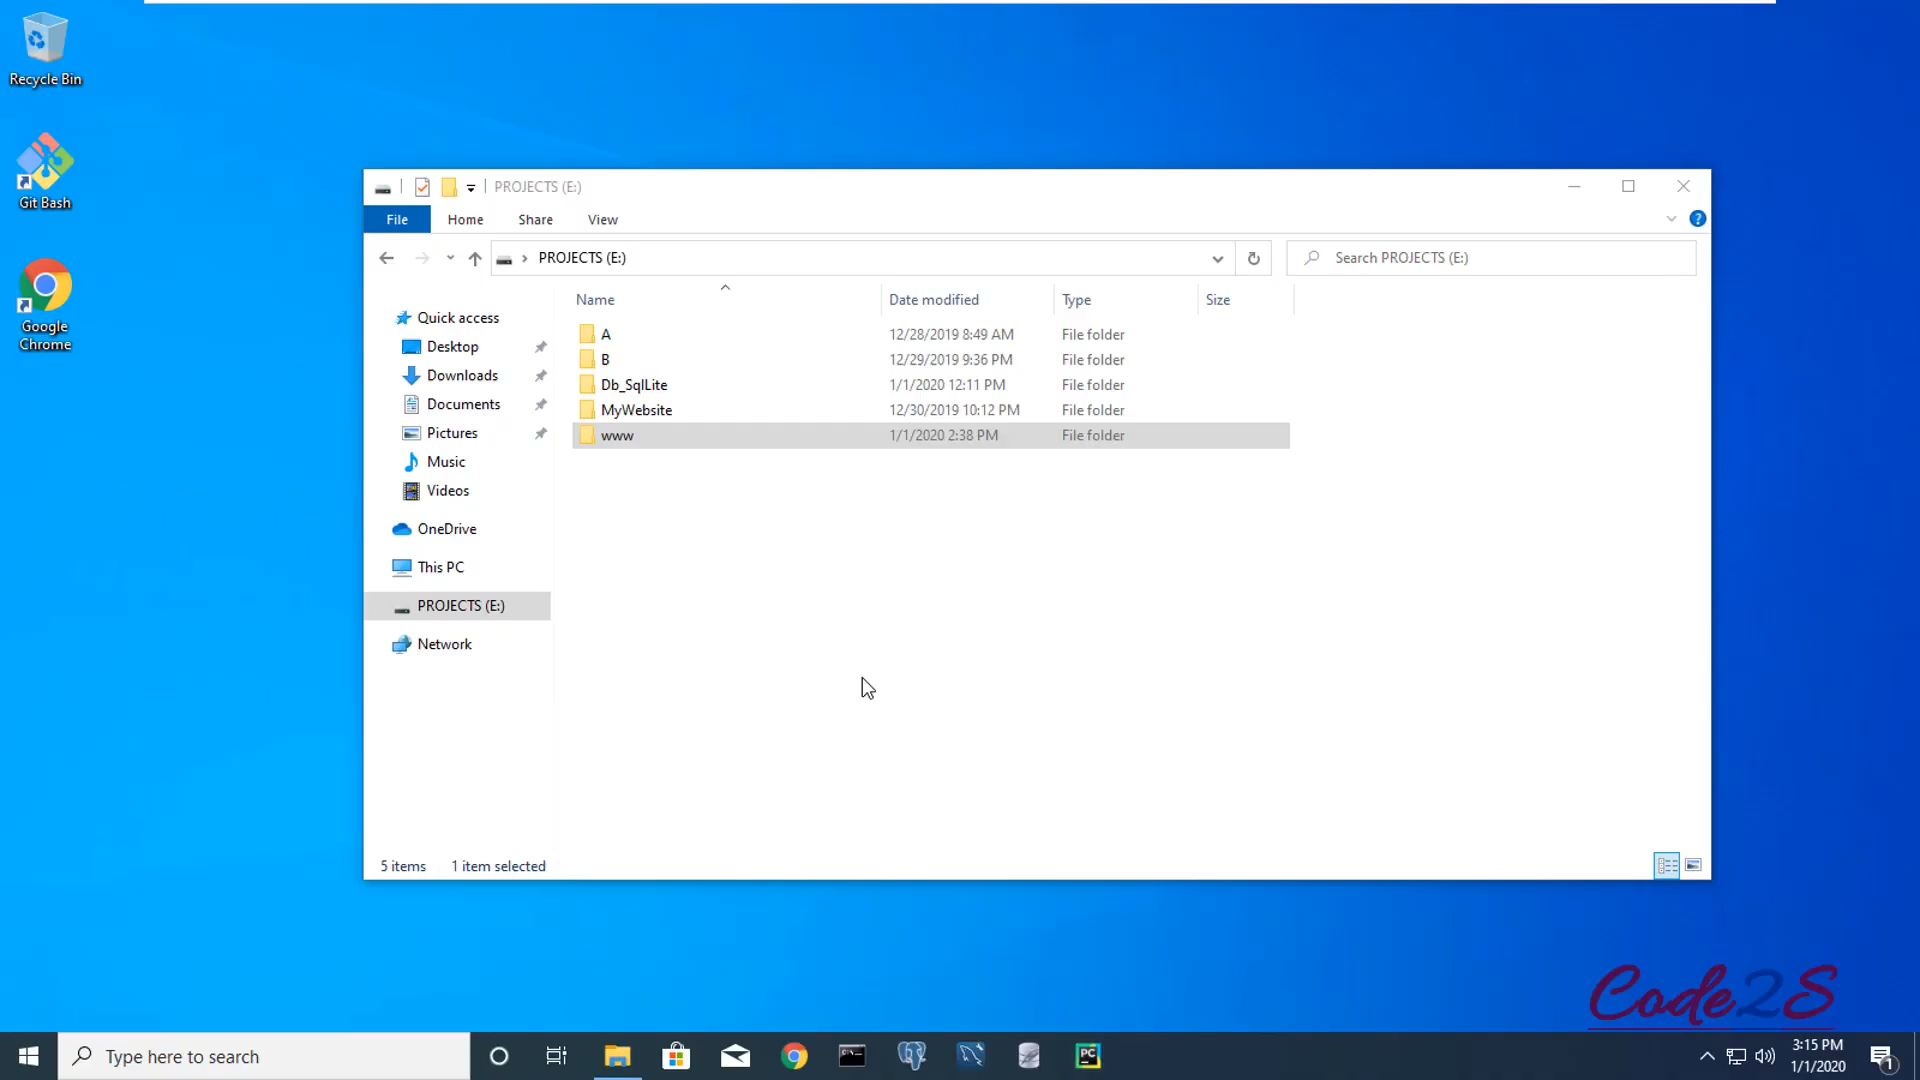 Recycle Bin
Git Bash
Google
Chrome
PROJECTS (E:)
File Home Share View
PROJECTS (E:)
Search PROJECTS (E:)
Name Date modified Type Size
Quick access
Desktop
Downloads
Documents
Pictures
Music
Videos
OneDrive
This PC
PROJECTS (E:)
Network
A 12/28/2019 8:49 AM File folder
B 12/29/2019 9:36 PM File folder
Db_SqlLite 1/1/2020 12:11 PM File folder
MyWebsite 12/30/2019 10:12 PM File folder
www 1/1/2020 2:38 PM File folder
5 items 1 item selected
Code2S
Type here to search
PC
3:15 PM
1/1/2020
1